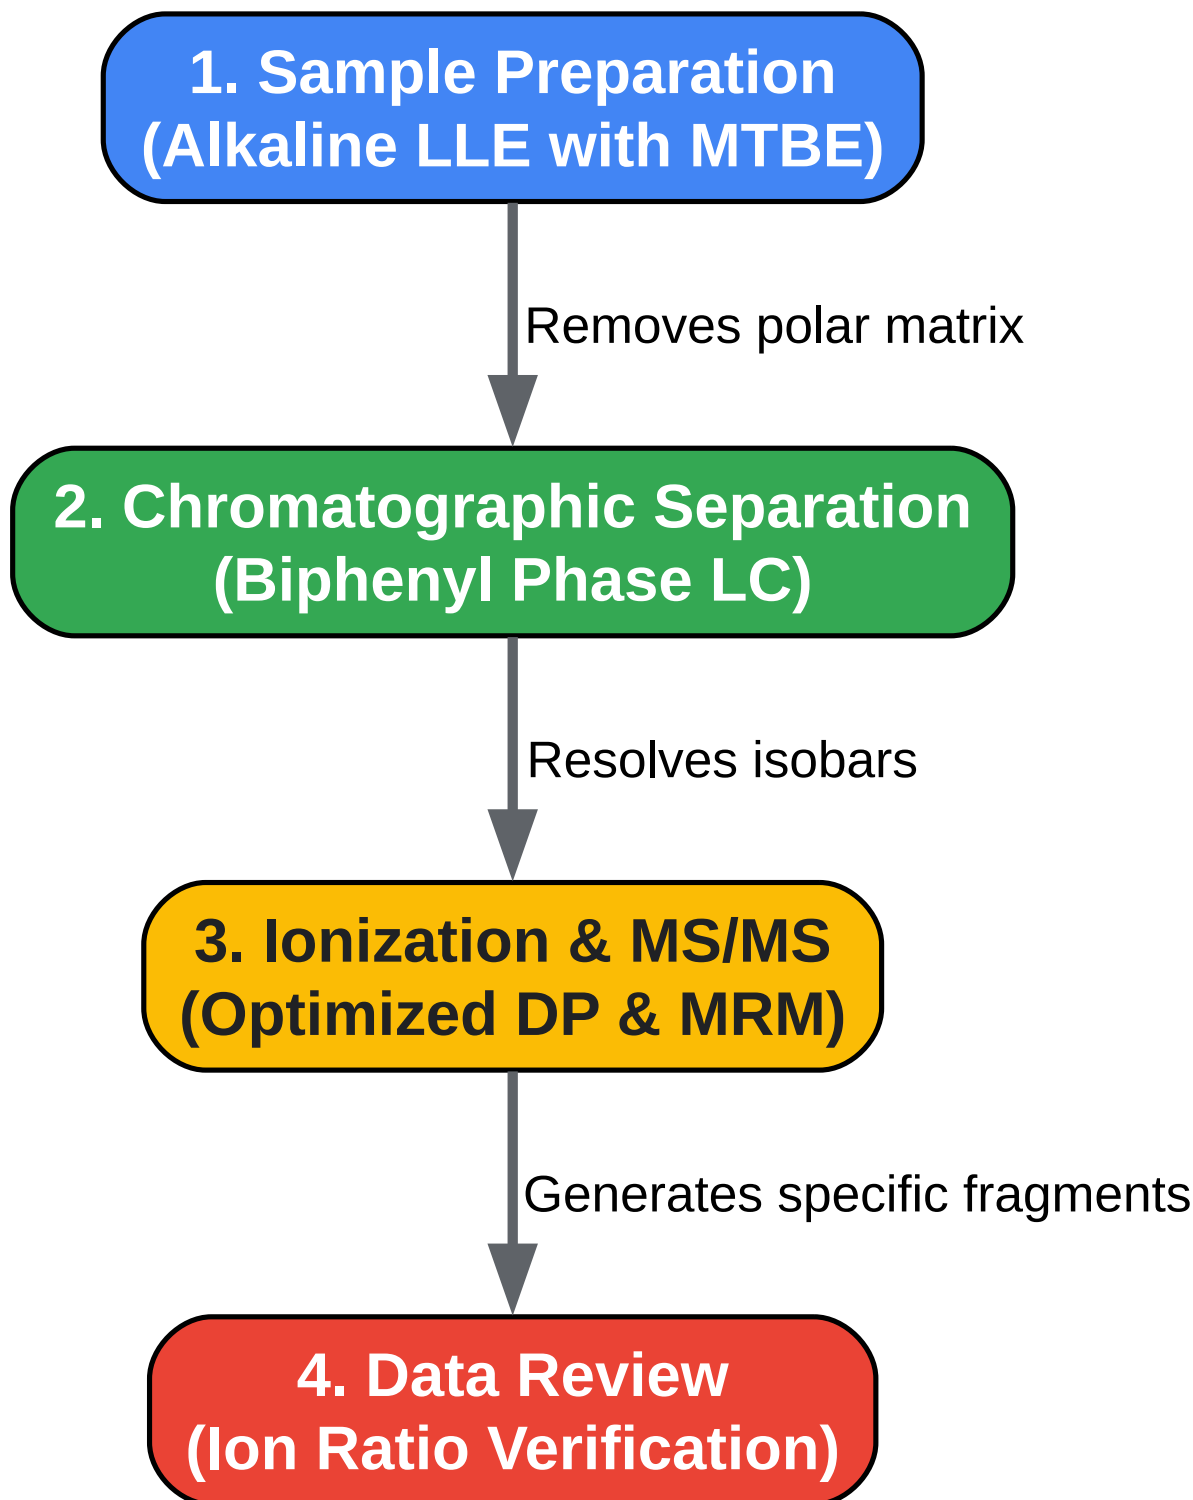 1. Sample Preparation
(Alkaline LLE with MTBE)
Removes polar matrix
2. Chromatographic Separation
(Biphenyl Phase LC)
Resolves isobars
3. Ionization & MS/MS
(Optimized DP & MRM)
Generates specific fragments
4. Data Review
(Ion Ratio Verification)